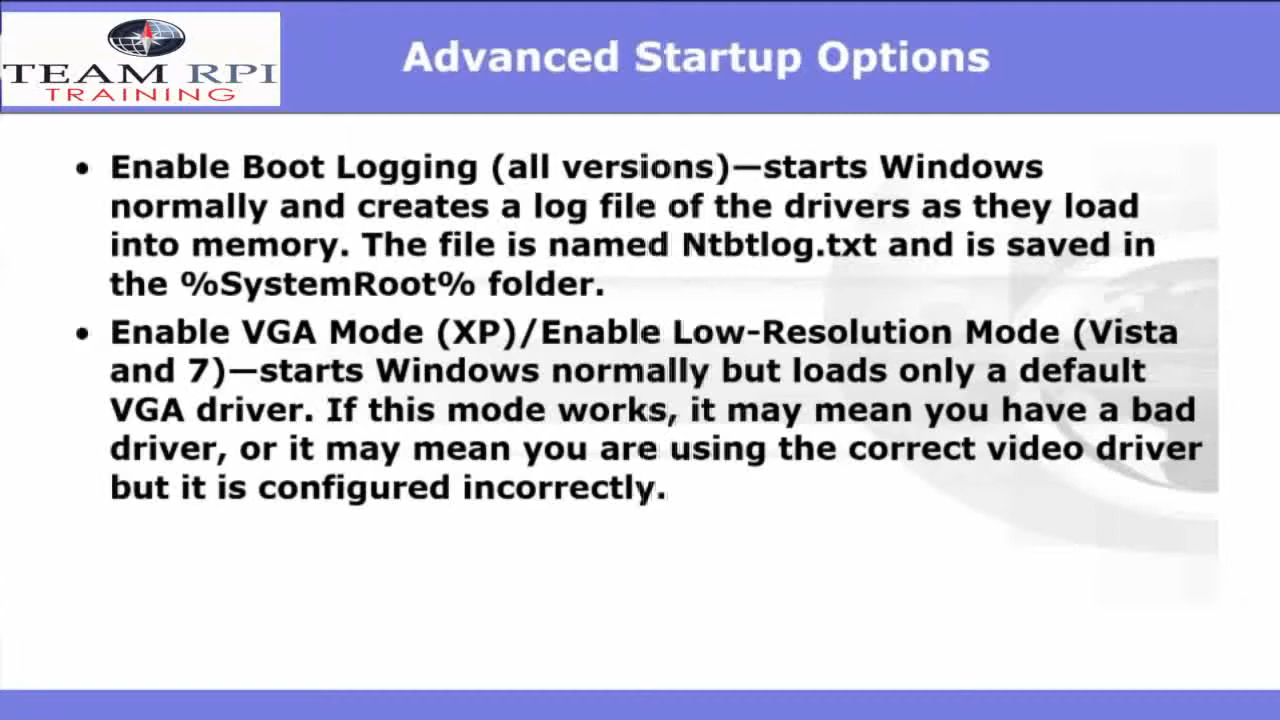 TEAM RPI
TRAINING
Advanced Startup Options
• Enable Boot Logging (all versions)—starts Windows
normally and creates a log file of the drivers as they load
into memory. The file is named Ntbtlog.txt and is saved in
the %SystemRoot% folder.
• Enable VGA Mode (XP)/Enable Low-Resolution Mode (Vista
and 7)—starts Windows normally but loads only a default
VGA driver. If this mode works, it may mean you have a bad
driver, or it may mean you are using the correct video driver
but it is configured incorrectly.